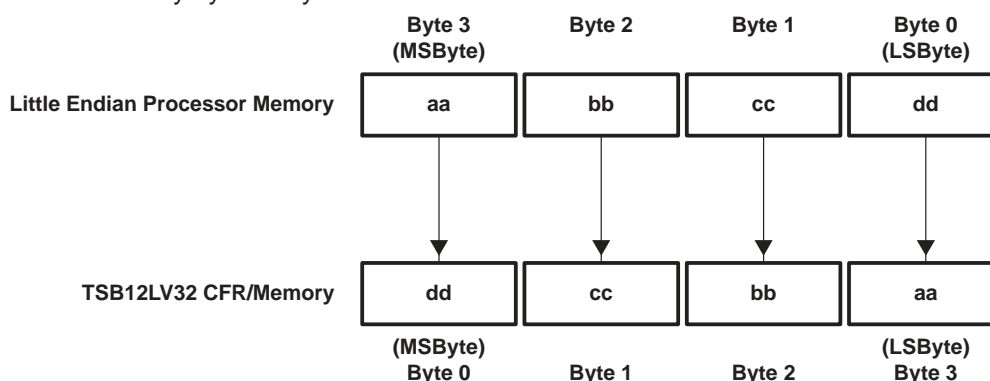 Byte 3 Byte 2 Byte 1 Byte 0
(MSByte) (LSByte)
Little Endian Processor Memory aa bb cc dd
TSB12LV32 CFR/Memory dd cc bb aa
(MSByte) (LSByte)
Byte 0 Byte 1 Byte 2 Byte 3